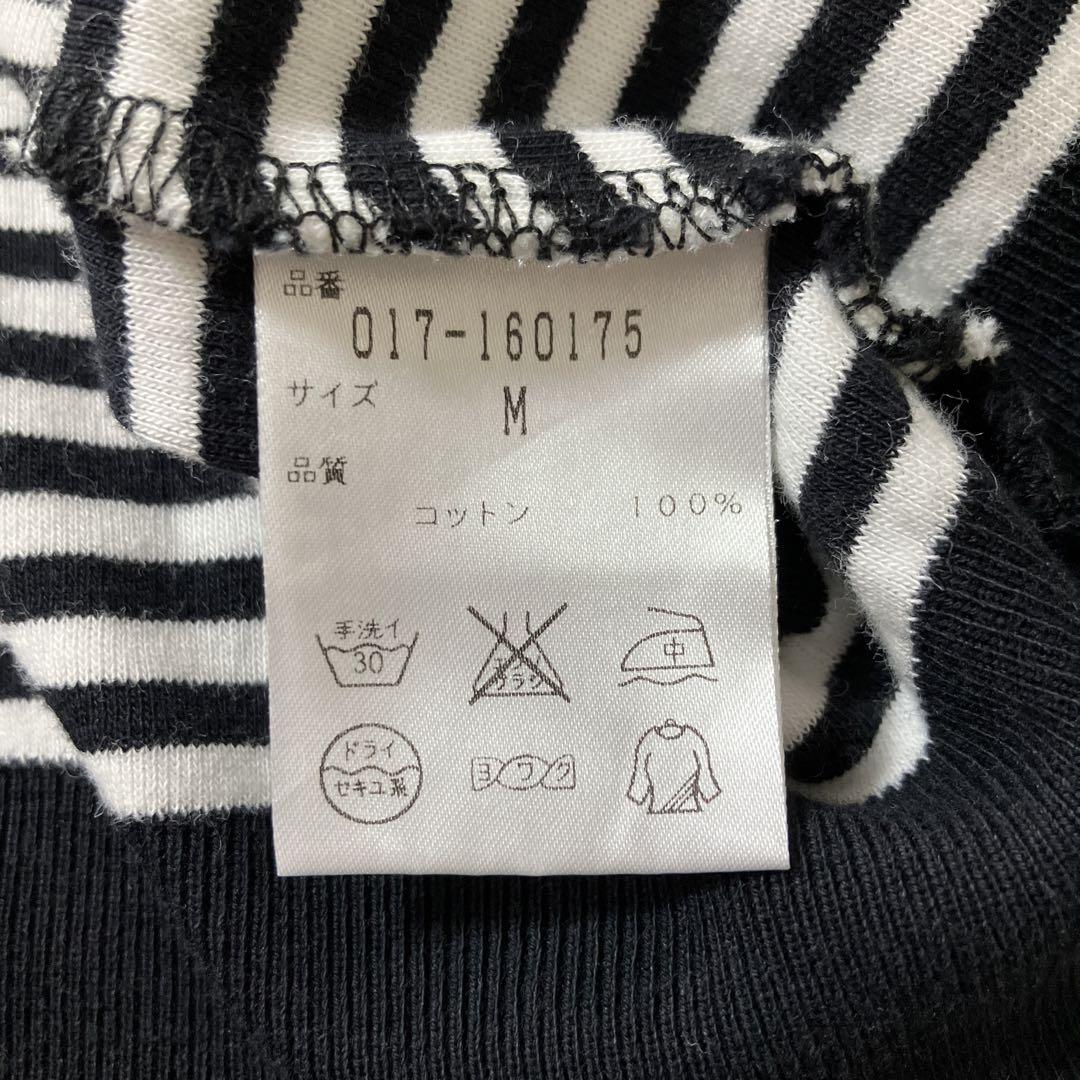 品番
017-160175
サイズ
M
品質
コットン 100%
手洗イ
30
エンソ
サラシ
中
ドライ
セキユ系
ヨワク